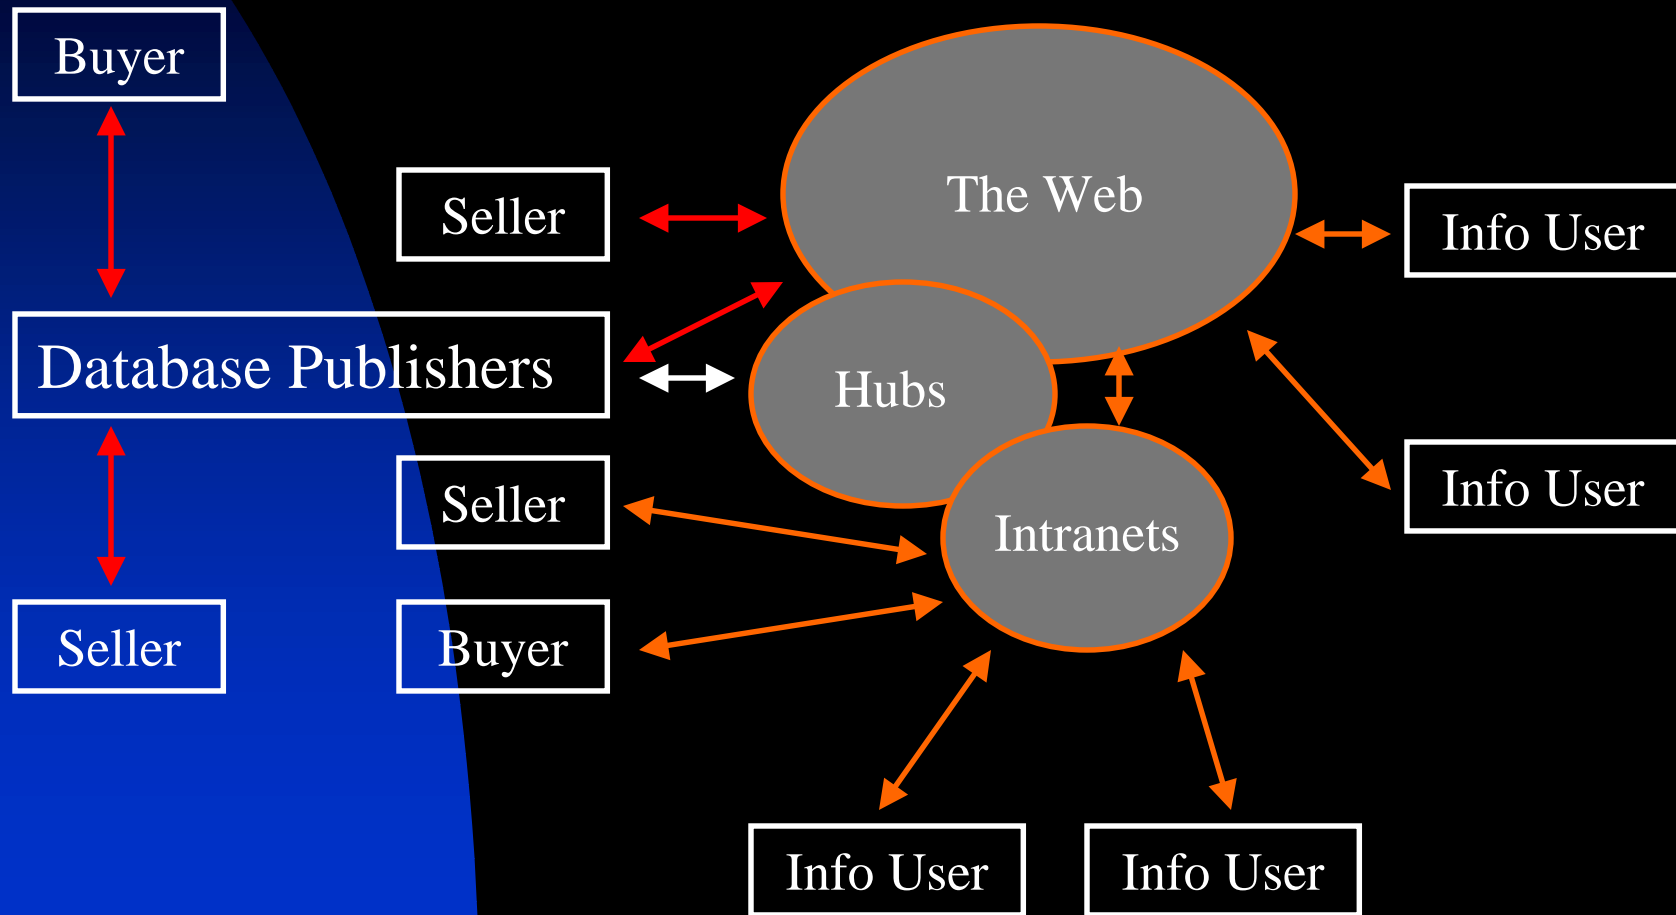 Buyer
Seller
The Web
Info User
Database Publishers
Hubs
Seller
Intranets
Info User
Seller
Buyer
Info User
Info User